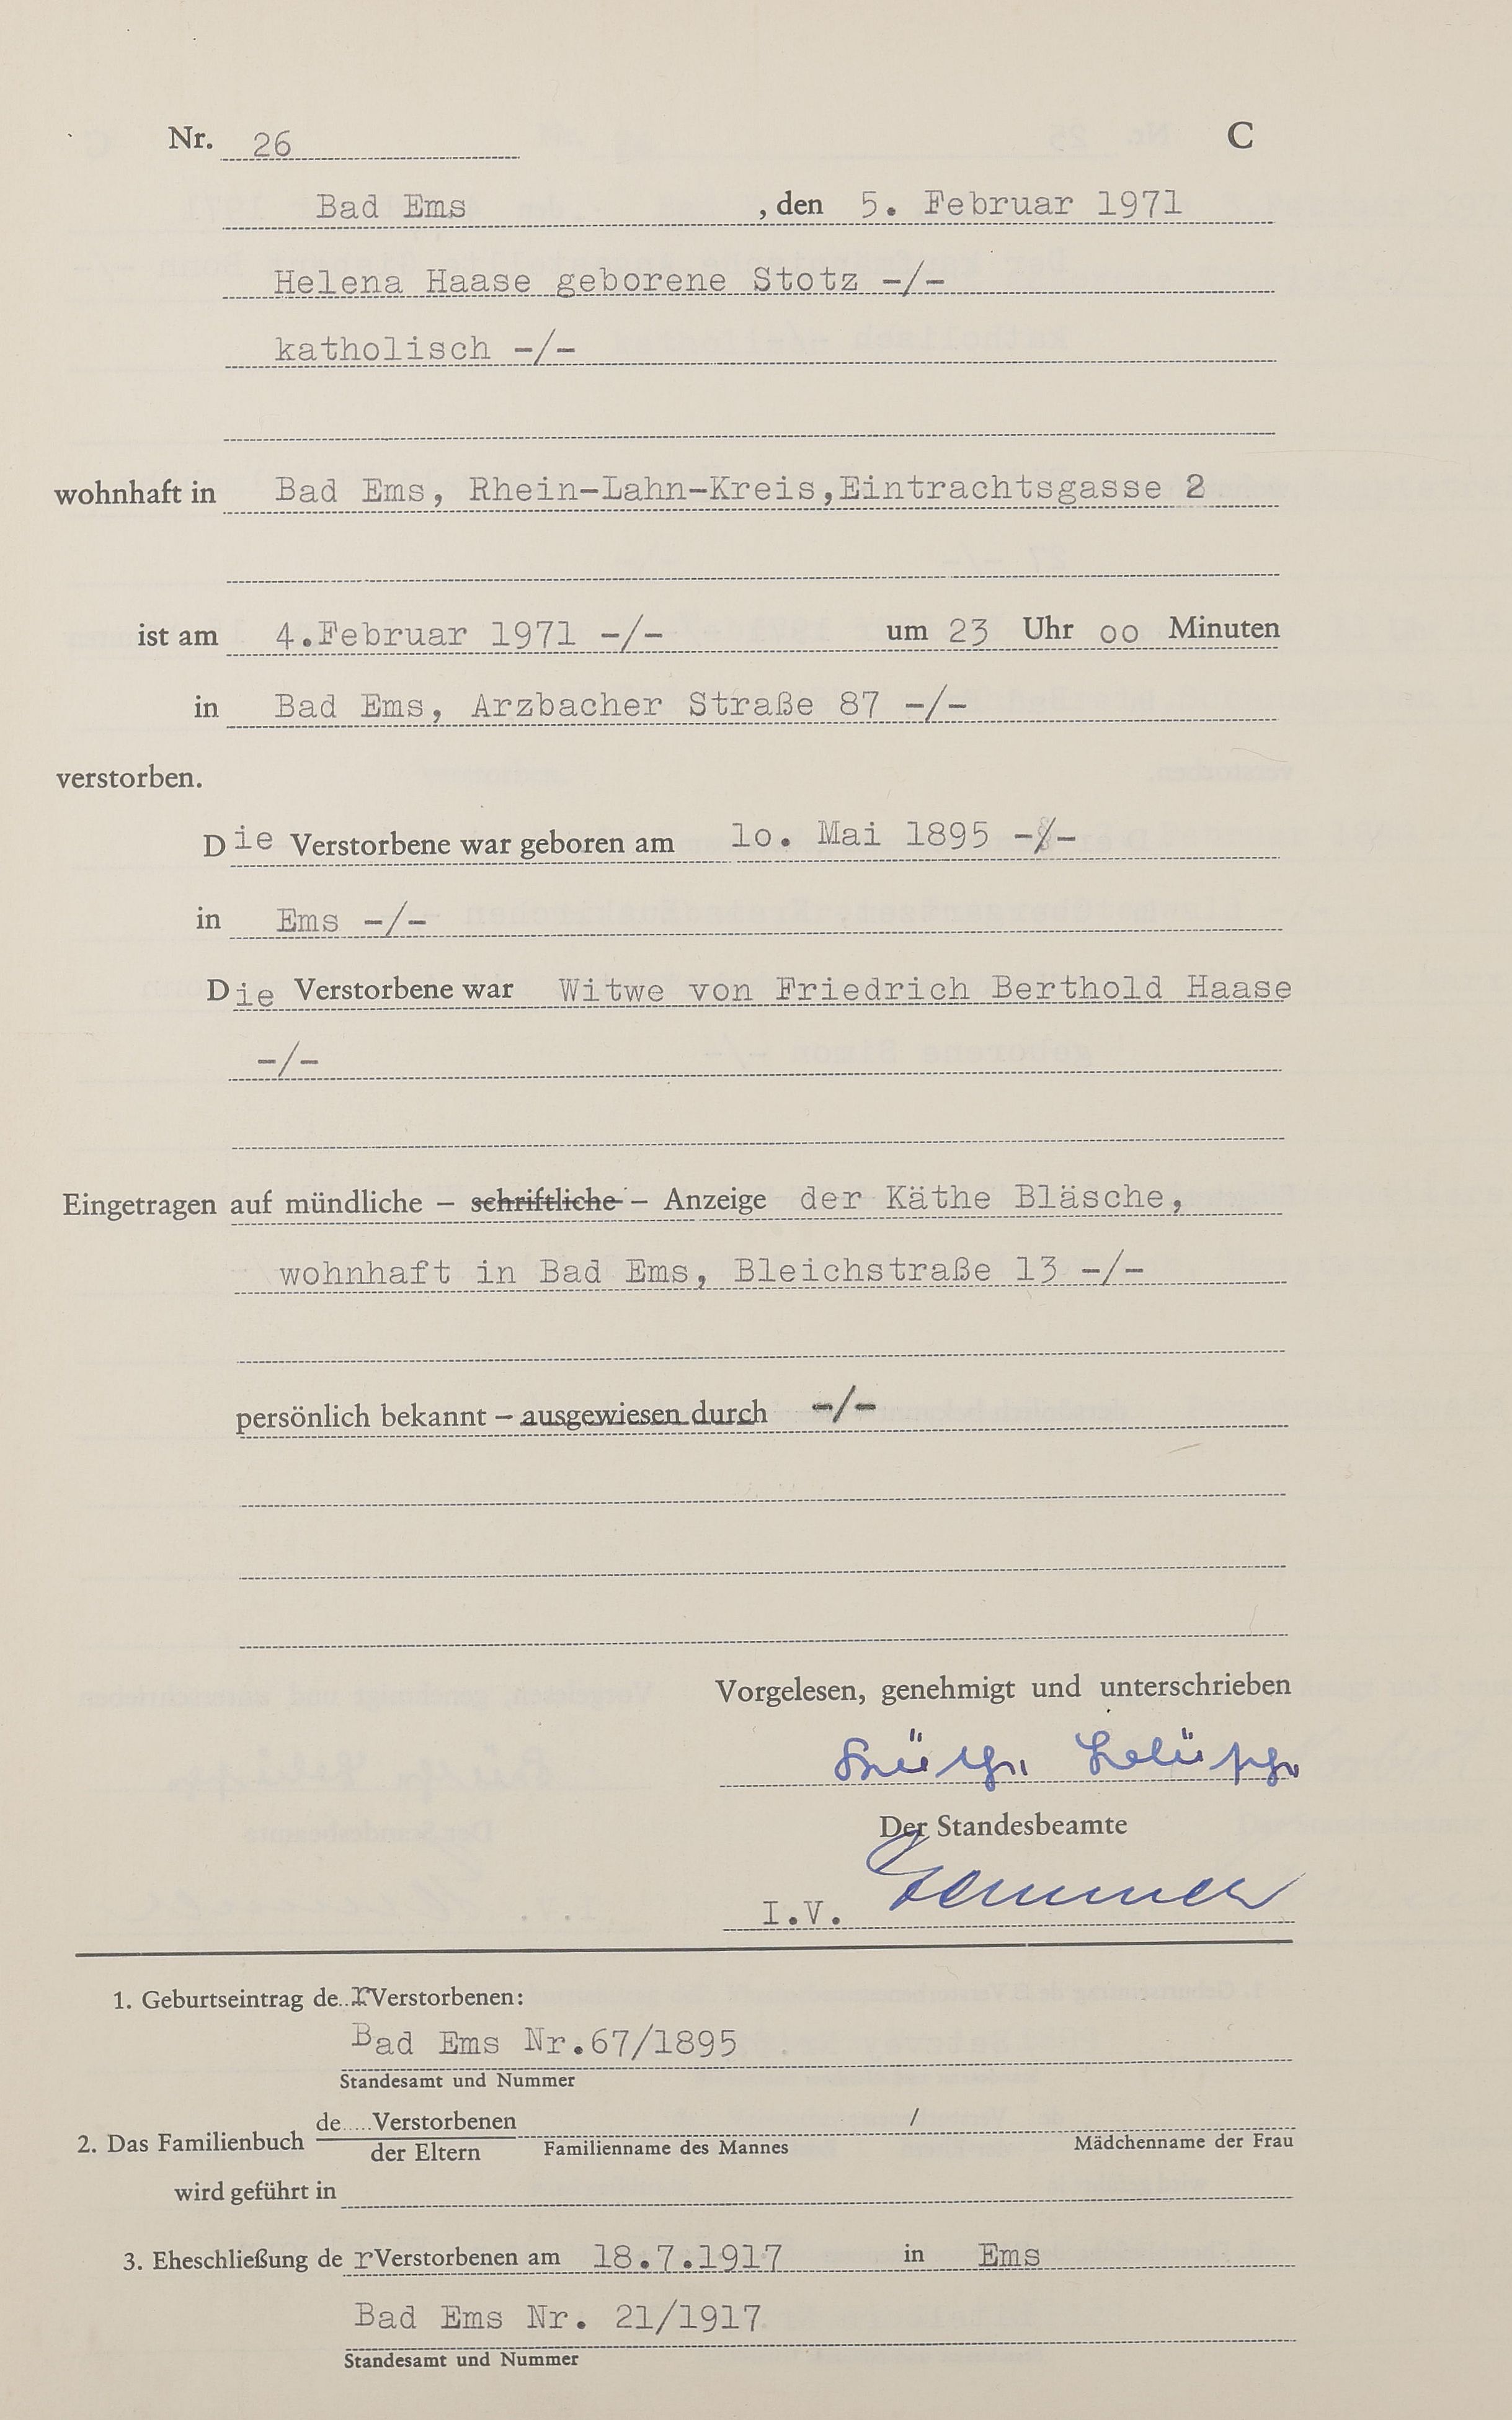 Nr. 26 C
Bad Ems , den 5. Februar 1971
Helena Haase geborene Stotz -/-
katholisch -/-
wohnhaft in Bad Ems, Rhein-Lahn-Kreis,Eintrachtsgasse 2
ist am 4.Februar 1971 -/- um 23 Uhr oo Minuten
in Bad Ems, Arzbacher Straße 87 -/-
verstorben.
Die Verstorbene war geboren am lo. Mai 1895 -/-
in Ems -/-
Die Verstorbene war Witwe von Friedrich Berthold Haase
-/-
Eingetragen auf mündliche – schriftliche – Anzeige der Käthe Bläsche,
wohnhaft in Bad Ems, Bleichstraße 13 -/-
persönlich bekannt – ausgewiesen durch -/-
Vorgelesen, genehmigt und unterschrieben
Käthe Bläsche
Der Standesbeamte
I.V.
1. Geburtseintrag der Verstorbenen:
Bad Ems Nr.67/1895
Standesamt und Nummer
de..... Verstorbenen /
2. Das Familienbuch der Eltern Familienname des Mannes Mädchenname der Frau
wird geführt in
3. Eheschließung der Verstorbenen am 18.7.1917 in Ems
Bad Ems Nr. 21/1917
Standesamt und Nummer